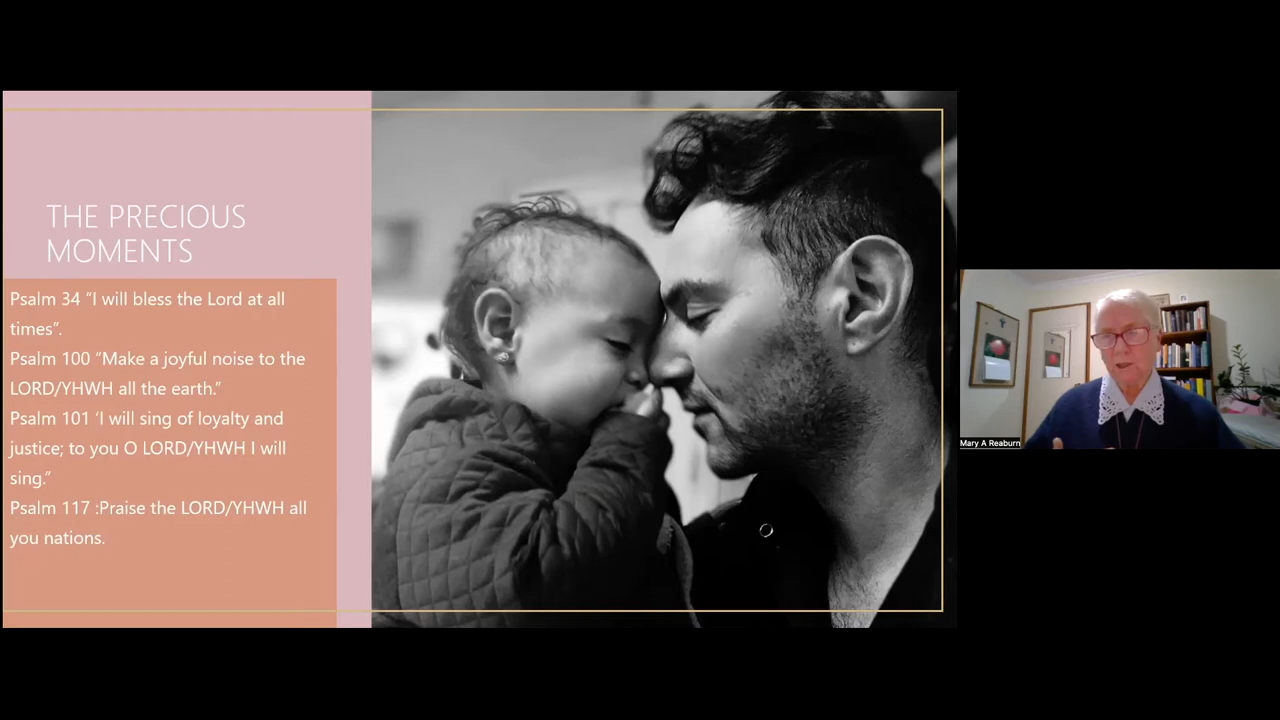 THE PRECIOUS
MOMENTS
Psalm 34 “I will bless the Lord at all
times”.
Psalm 100 “Make a joyful noise to the
LORD/YHWH all the earth.”
Psalm 101 ‘I will sing of loyalty and
justice; to you O LORD/YHWH I will
sing.”
Psalm 117 :Praise the LORD/YHWH all
you nations.
Mary A Reaburn